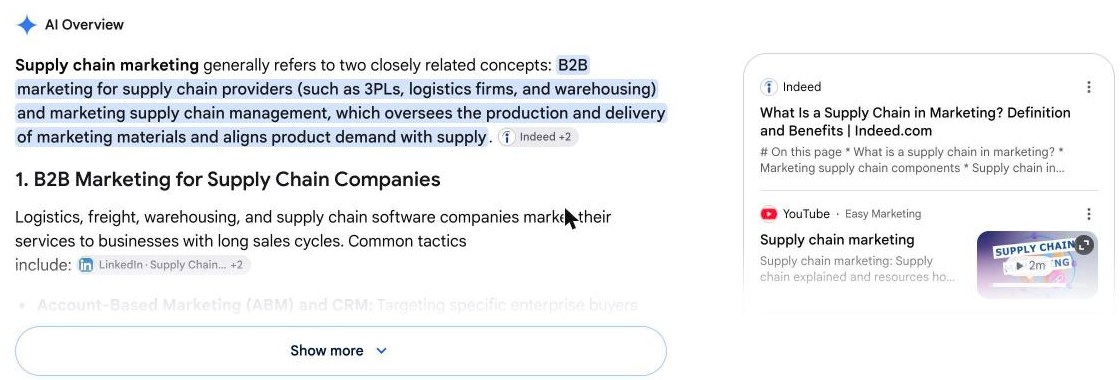 AI Overview
Supply chain marketing generally refers to two closely related concepts: B2B
marketing for supply chain providers (such as 3PLs, logistics firms, and warehousing)
and marketing supply chain management, which oversees the production and delivery
of marketing materials and aligns product demand with supply. Indeed +2
1. B2B Marketing for Supply Chain Companies
Logistics, freight, warehousing, and supply chain software companies market their
services to businesses with long sales cycles. Common tactics
include: LinkedIn · Supply Chain... +2
• Account-Based Marketing (ABM) and CRM: Targeting specific enterprise buyers
Show more
Indeed
What Is a Supply Chain in Marketing? Definition
and Benefits | Indeed.com
# On this page * What is a supply chain in marketing? *
Marketing supply chain components * Supply chain in...
YouTube · Easy Marketing
Supply chain marketing
Supply chain marketing: Supply
chain explained and resources ho...
SUPPLY CHAIN
2m
NG